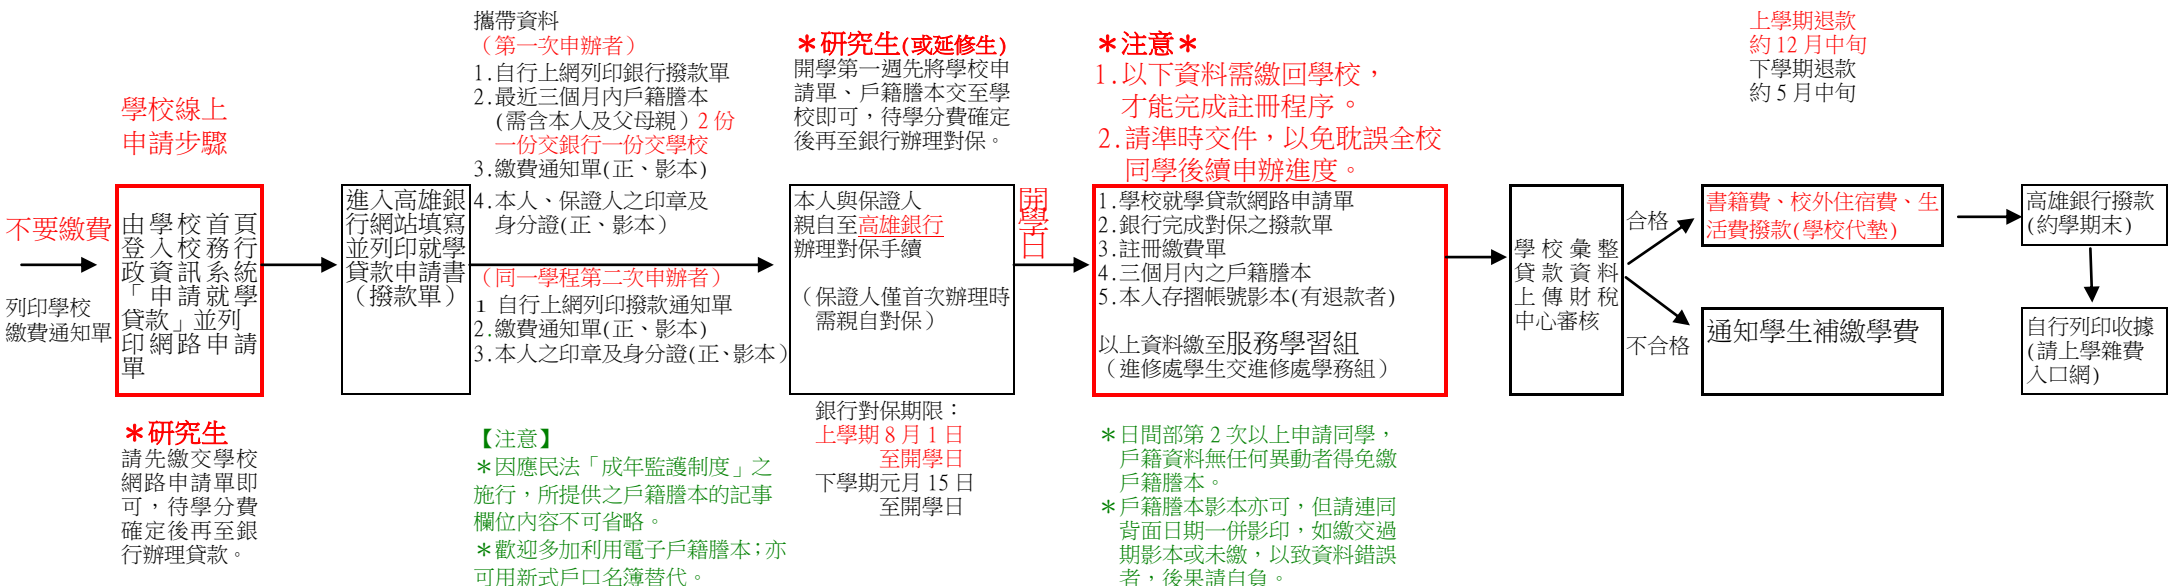 不要繳費
列印學校
繳費通知單
學校線上
申請步驟
由學校首頁
登入校務行
政資訊系統
「申請就學
貸款」並列
印網路申請
單
＊研究生
請先繳交學校
網路申請單即
可，待學分費
確定後再至銀
行辦理貸款。
進入高雄銀
行網站填寫
並列印就學
貸款申請書
（撥款單）
攜帶資料
（第一次申辦者）
1.自行上網列印銀行撥款單
2.最近三個月內戶籍謄本
(需含本人及父母親）2份
一份交銀行一份交學校
3.繳費通知單(正、影本)
4.本人、保證人之印章及
身分證(正、影本）
（同一學程第二次申辦者）
1 自行上網列印撥款通知單
2.繳費通知單(正、影本)
3.本人之印章及身分證(正、影本）
【注意】
＊因應民法「成年監護制度」之
施行，所提供之戶籍謄本的記事
欄位內容不可省略。
＊歡迎多加利用電子戶籍謄本；亦
可用新式戶口名簿替代。
＊研究生(或延修生)
開學第一週先將學校申
請單、戶籍謄本交至學
校即可，待學分費確定
後再至銀行辦理對保。
本人與保證人
親自至高雄銀行
辦理對保手續
（保證人僅首次辦理時
需親自對保）
銀行對保期限：
上學期 8 月 1 日
至開學日
下學期元月 15 日
至開學日
開學日
＊注意＊
1.以下資料需繳回學校，
才能完成註冊程序。
2.請準時交件，以免耽誤全校
同學後續申辦進度。
1.學校就學貸款網路申請單
2.銀行完成對保之撥款單
3.註冊繳費單
4.三個月內之戶籍謄本
5.本人存摺帳號影本(有退款者)
以上資料繳至服務學習組
（進修處學生交進修處學務組）
＊日間部第 2 次以上申請同學，
戶籍資料無任何異動者得免繳
戶籍謄本。
＊戶籍謄本影本亦可，但請連同
背面日期一併影印，如繳交過
期影本或未繳，以致資料錯誤
者，後果請自負。
學校彙整
貸款資料
上傳財稅
中心審核
合格
不合格
上學期退款
約 12 月中旬
下學期退款
約 5 月中旬
書籍費、校外住宿費、生
活費撥款(學校代墊)
通知學生補繳學費
高雄銀行撥款
(約學期末)
自行列印收據
(請上學雜費
入口網)